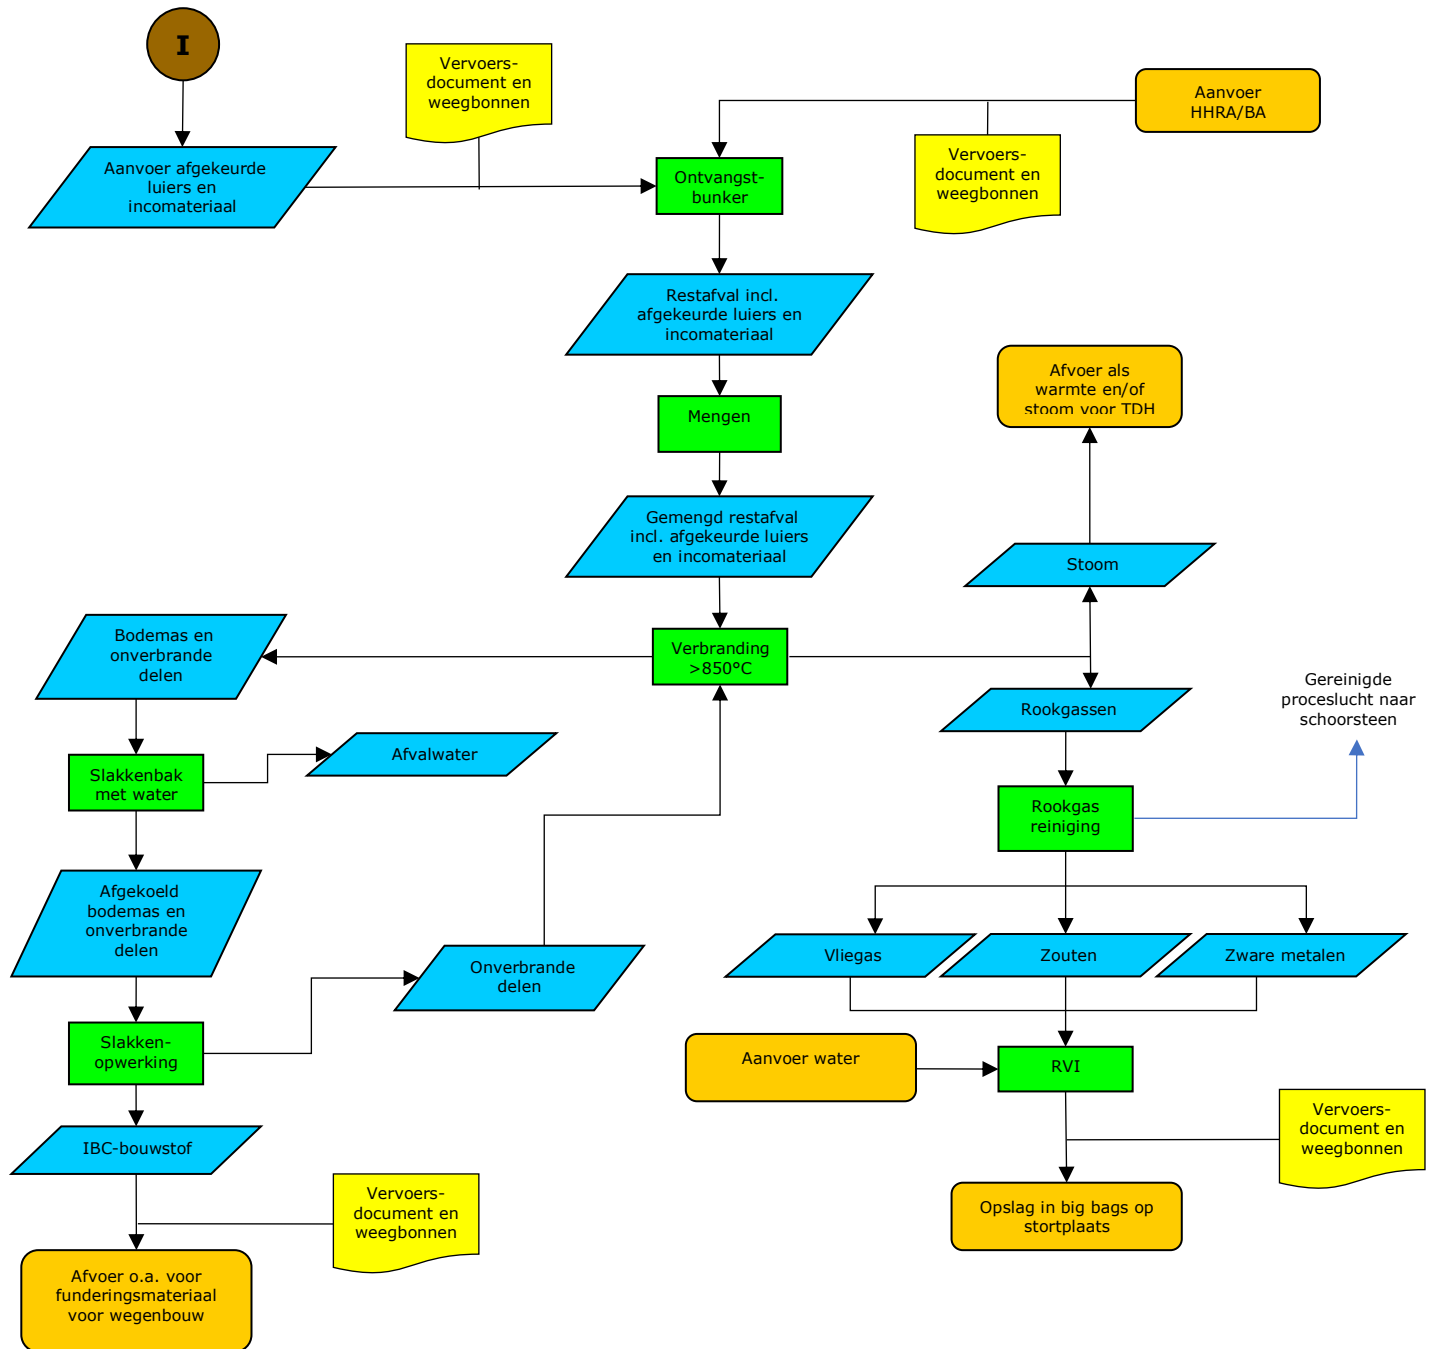 I
Vervoers-
document en
weegbonnen
Aanvoer
HHRA/BA
Vervoers-
document en
weegbonnen
Aanvoer afgekeurde
luiers en
incomateriaal
Ontvangst-
bunker
Restafval incl.
afgekeurde luiers en
incomateriaal
Afvoer als
warmte en/of
stoom voor TDH
Mengen
Gemengd restafval
incl. afgekeurde luiers
en incomateriaal
Stoom
Bodemas en
onverbrande
delen
Verbranding
>850°C
Rookgassen
Gereinigde
proceslucht naar
schoorsteen
Afvalwater
Slakkenbak
met water
Rookgas
reiniging
Afgekoeld
bodemas en
onverbrande
delen
Onverbrande
delen
Vliegas
Zouten
Zware metalen
Slakken-
opwerking
Aanvoer water
RVI
Vervoers-
document en
weegbonnen
IBC-bouwstof
Vervoers-
document en
weegbonnen
Opslag in big bags op
stortplaats
Afvoer o.a. voor
funderingsmateriaal
voor wegenbouw